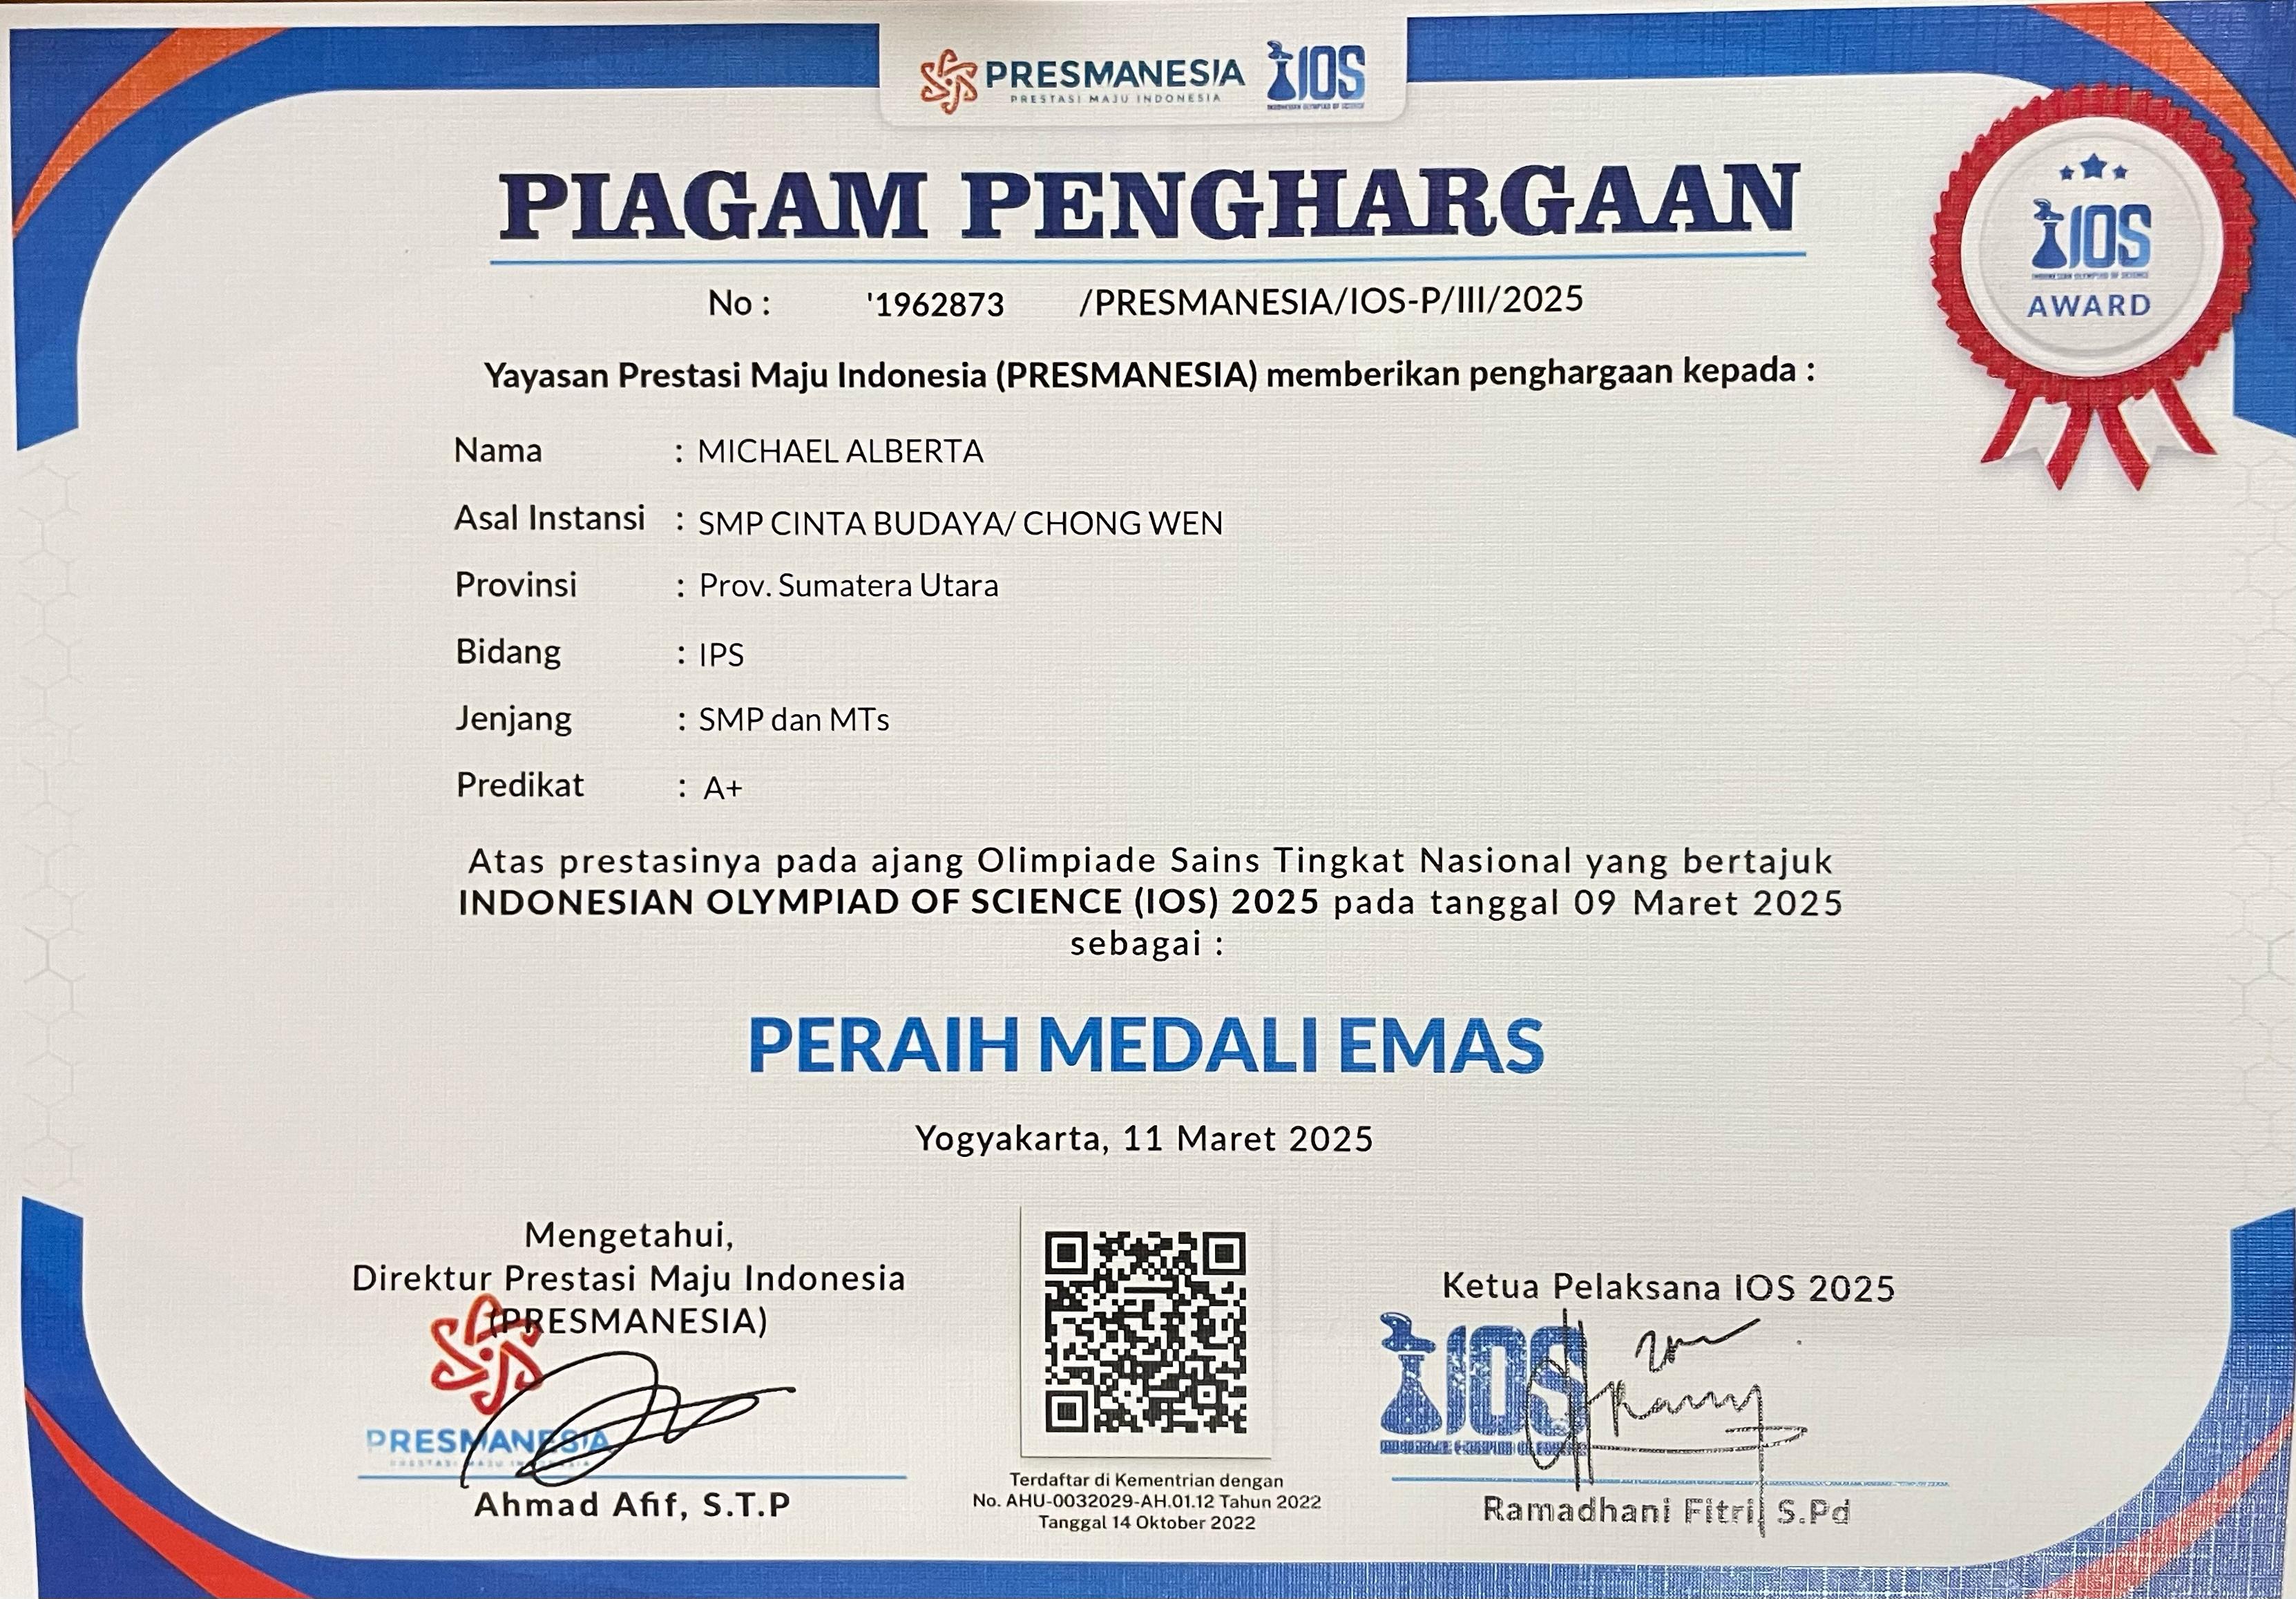 PRESMANESIA
PRESTASI MAJU INDONESIA
IOS
INDONESIAN OLYMPIAD OF SCIENCE
PIAGAM PENGHARGAAN
IOS
INDONESIAN OLYMPIAD OF SCIENCE
AWARD
No : '1962873 /PRESMANESIA/IOS-P/III/2025
Yayasan Prestasi Maju Indonesia (PRESMANESIA) memberikan penghargaan kepada :
Nama : MICHAEL ALBERTA
Asal Instansi : SMP CINTA BUDAYA/ CHONG WEN
Provinsi : Prov. Sumatera Utara
Bidang : IPS
Jenjang : SMP dan MTs
Predikat : A+
Atas prestasinya pada ajang Olimpiade Sains Tingkat Nasional yang bertajuk
INDONESIAN OLYMPIAD OF SCIENCE (IOS) 2025 pada tanggal 09 Maret 2025
sebagai :
PERAIH MEDALI EMAS
Yogyakarta, 11 Maret 2025
Mengetahui,
Direktur Prestasi Maju Indonesia
(PRESMANESIA)
PRESMANESIA
PRESTASI MAJU INDONESIA
Ahmad Afif, S.T.P
Terdaftar di Kementrian dengan
No. AHU-0032029-AH.01.12 Tahun 2022
Tanggal 14 Oktober 2022
Ketua Pelaksana IOS 2025
IOS
Ramadhani Fitri, S.Pd